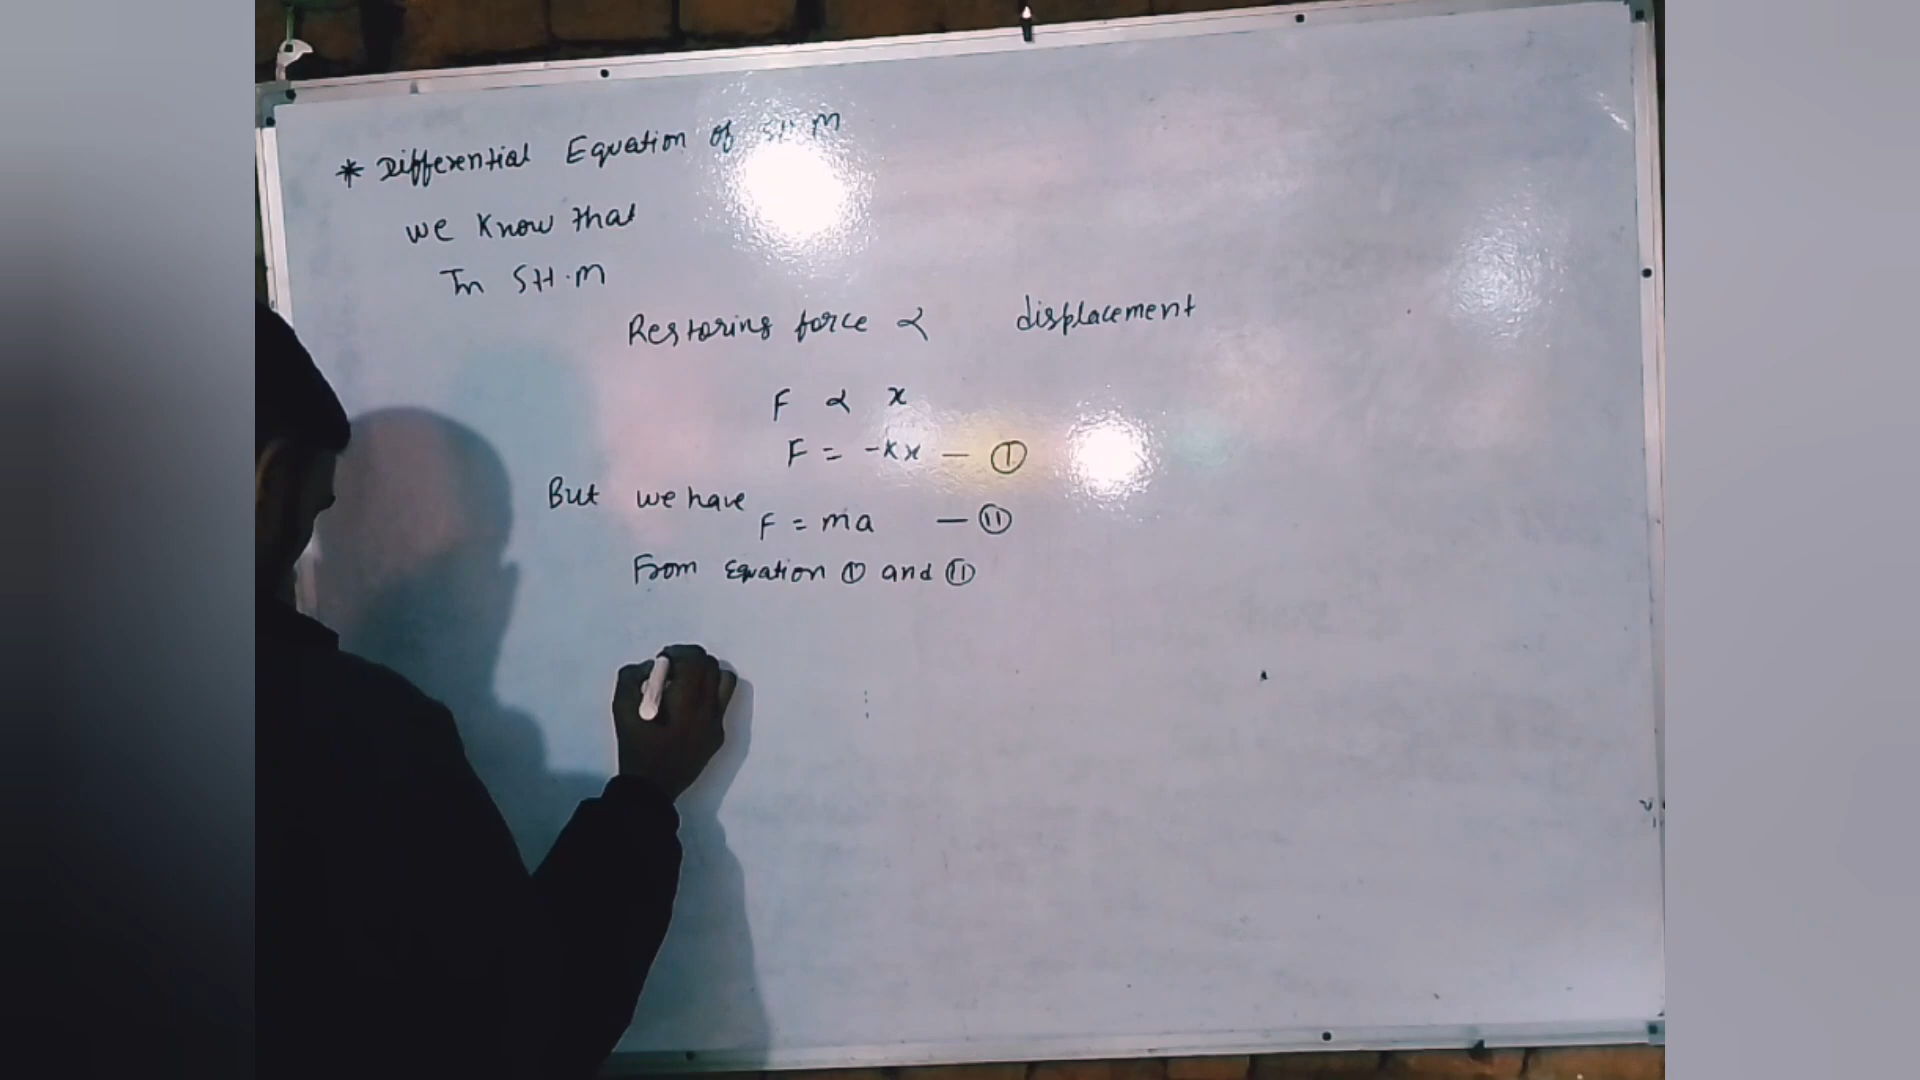 * Differential Equation of S.H.M
We know that
In SH.M
Restoring force ∝ displacement
F ∝ x
F = -kx — ①
But we have
F = ma — ⑪
From Equation ① and ⑪